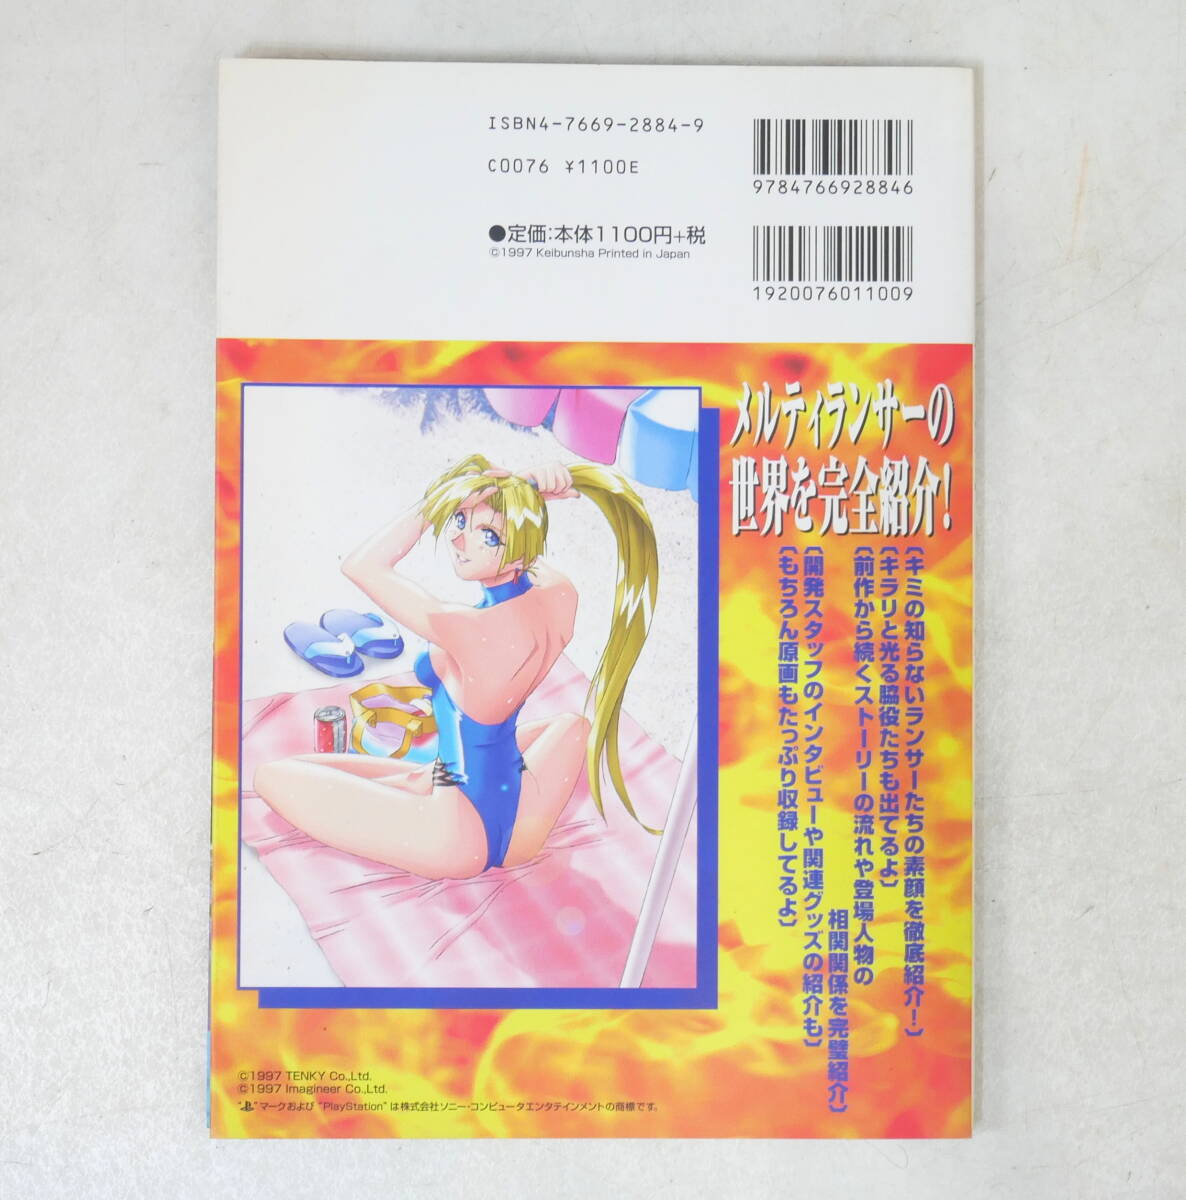 ISBN4-7669-2884-9
C0076 ¥1100E
●定価:本体1100円+税
©1997 Keibunsha Printed in Japan
9784766928846
1920076011009
メルティランサーの
世界を完全紹介!
【キミの知らないランサーたちの素顔を徹底紹介!】
【キラリと光る脇役たちも出てるよ】
【前作から続くストーリーの流れや登場人物の
相関関係を完璧紹介】
【開発スタッフのインタビューや関連グッズの紹介も】
【もちろん原画もたっぷり収録してるよ】
©1997 TENKY Co.,Ltd.
©1997 Imagineer Co.,Ltd.
" "マークおよび "PlayStation" は株式会社ソニー・コンピュータエンタテインメントの商標です。